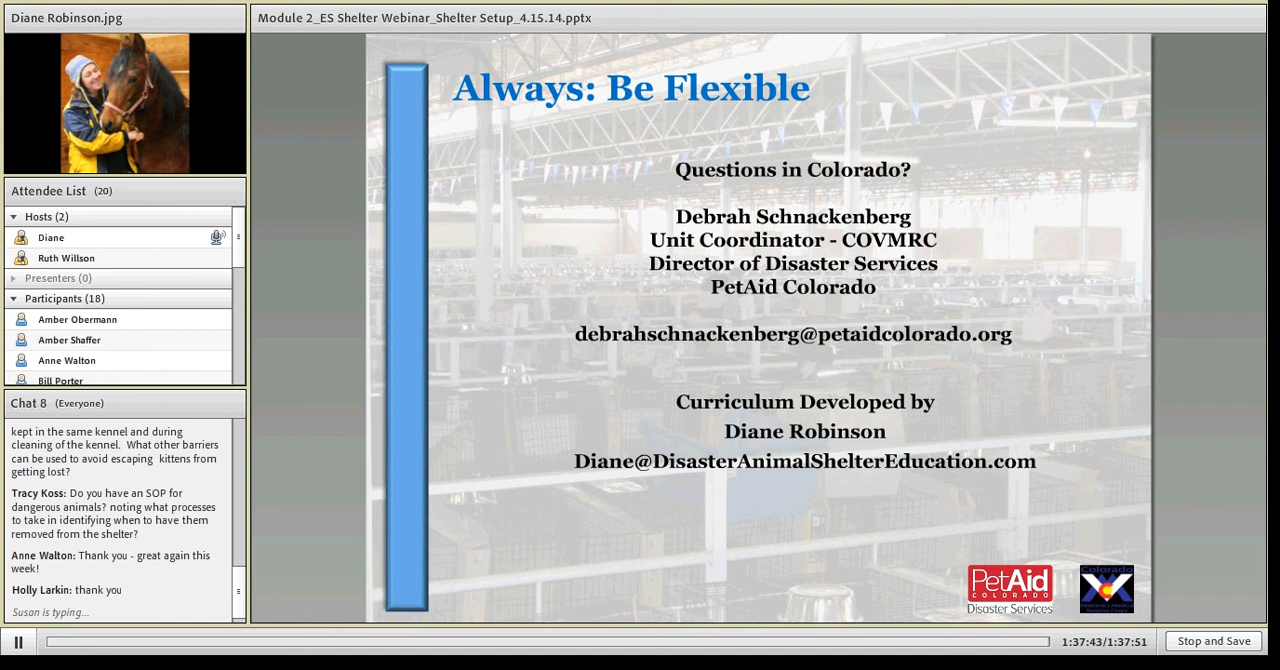 Diane Robinson.jpg
Attendee List (20)
Hosts (2)
Diane
Ruth Willson
Presenters (0)
Participants (18)
Amber Obermann
Amber Shaffer
Anne Walton
Bill Porter
Chat 8 (Everyone)
kept in the same kennel and during
cleaning of the kennel. What other barriers
can be used to avoid escaping kittens from
getting lost?
Tracy Koss: Do you have an SOP for
dangerous animals? noting what processes
to take in identifying when to have them
removed from the shelter?
Anne Walton: Thank you - great again this
week!
Holly Larkin: thank you
Susan is typing...
Module 2_ES Shelter Webinar_Shelter Setup_4.15.14.pptx
Always: Be Flexible
Questions in Colorado?
Debrah Schnackenberg
Unit Coordinator - COVMRC
Director of Disaster Services
PetAid Colorado
debrahschnackenberg@petaidcolorado.org
Curriculum Developed by
Diane Robinson
Diane@DisasterAnimalShelterEducation.com
PetAid
COLORADO
Disaster Services
Colorado
1:37:43/1:37:51
Stop and Save